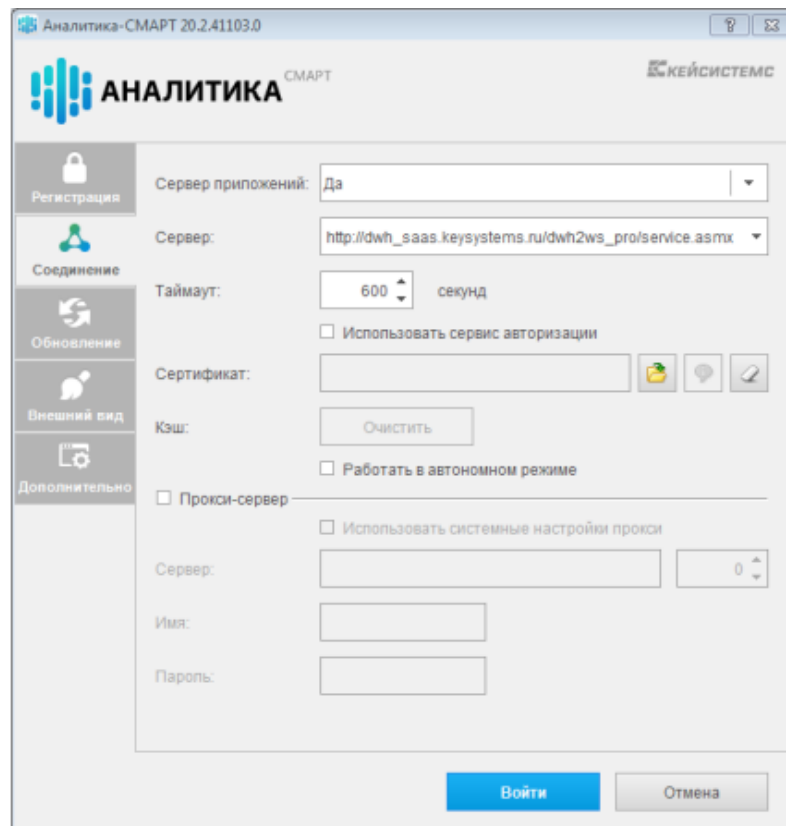 Аналитика-СМАРТ 20.2.41103.0
АНАЛИТИКА СМАРТ
КЕЙСИСТЕМС
Регистрация
Соединение
Обновление
Внешний вид
Дополнительно
Сервер приложений: Да
Сервер: http://dwh_saas.keysystems.ru/dwh2ws_pro/service.asmx
Таймаут: 600 секунд
Использовать сервис авторизации
Сертификат:
Кэш: Очистить
Работать в автономном режиме
Прокси-сервер
Использовать системные настройки прокси
Сервер: 0
Имя:
Пароль:
Войти Отмена